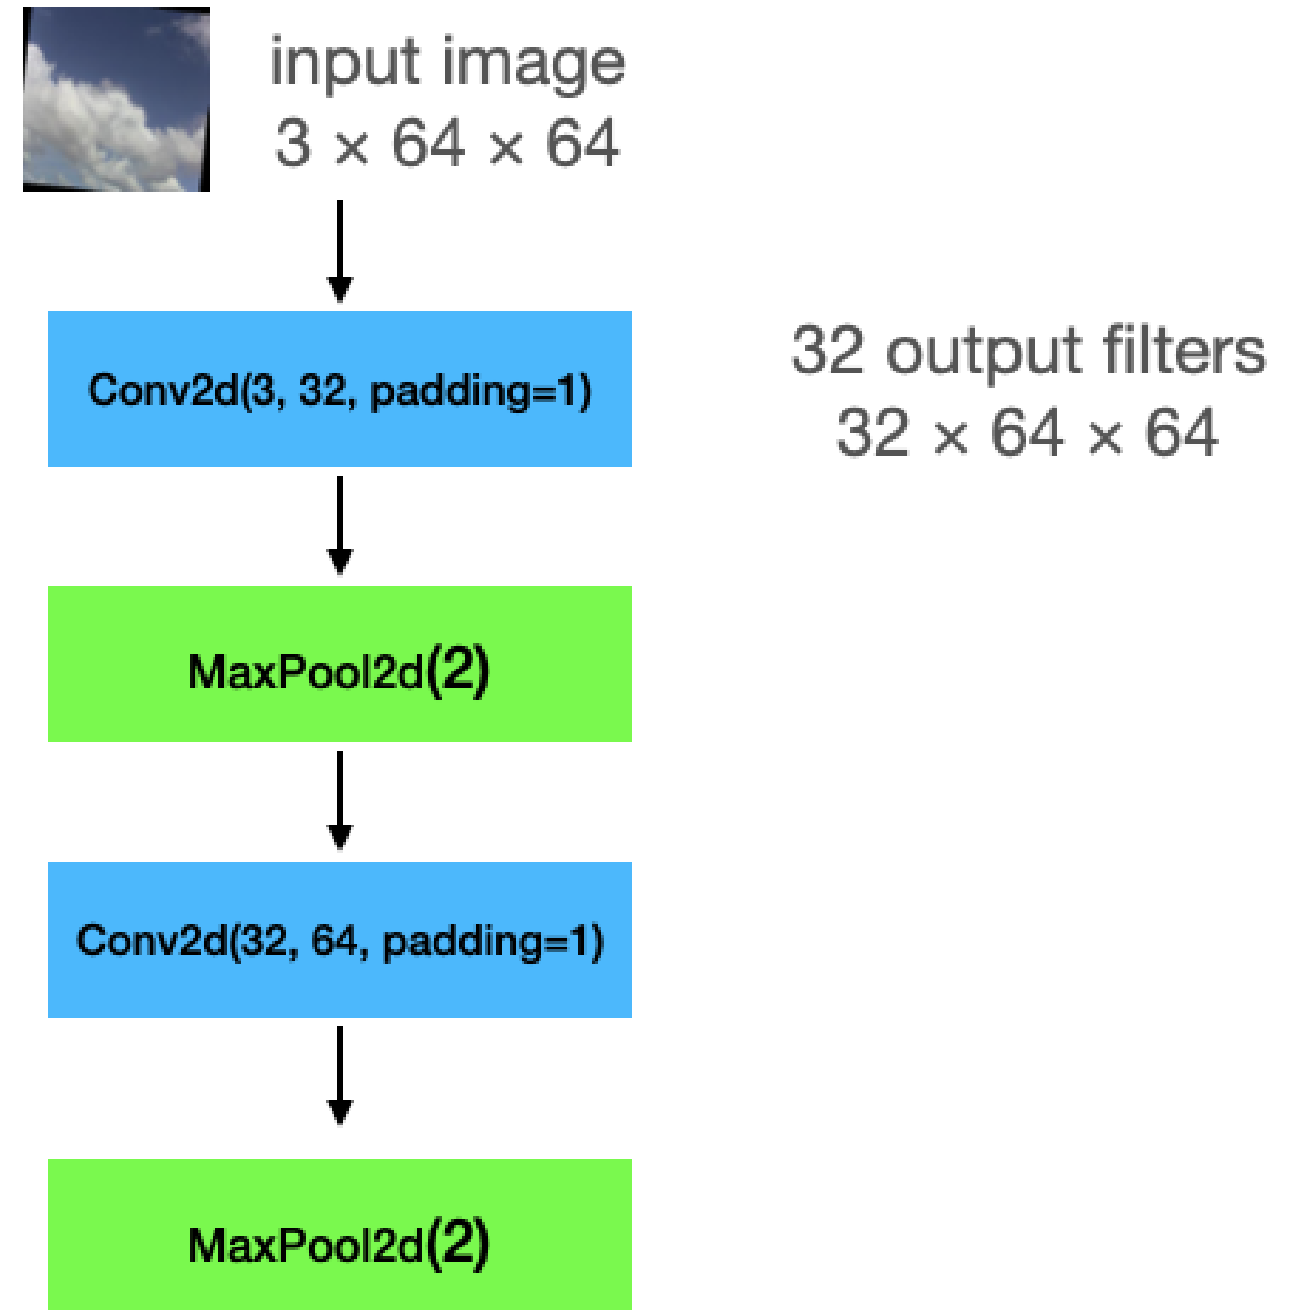 input image
3 × 64 × 64
Conv2d(3, 32, padding=1)
32 output filters
32 × 64 × 64
MaxPool2d(2)
Conv2d(32, 64, padding=1)
MaxPool2d(2)